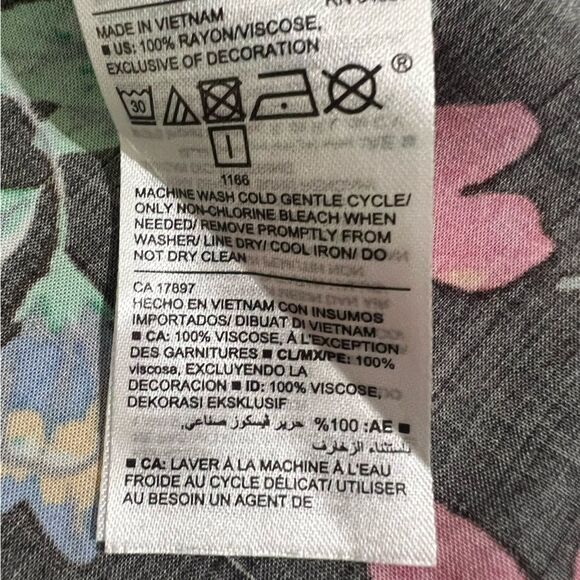 MADE IN VIETNAM
■ US: 100% RAYON/VISCOSE,
EXCLUSIVE OF DECORATION
30
®
1166
MACHINE WASH COLD GENTLE CYCLE/
ONLY NON-CHLORINE BLEACH WHEN
NEEDED/ REMOVE PROMPTLY FROM
WASHER/ LINE DRY/ COOL IRON/ DO
NOT DRY CLEAN
CA 17897
HECHO EN VIETNAM CON INSUMOS
IMPORTADOS/ DIBUAT DI VIETNAM
■ CA: 100% VISCOSE, À L'EXCEPTION
DES GARNITURES ■ CL/MX/PE: 100%
viscosa, EXCLUYENDO LA
DECORACION ■ ID: 100% VISCOSE,
DEKORASI EKSKLUSIF
■ AE: 100% حرير فيسكوز صناعي,
باستثناء الزخارف
■ CA: LAVER À LA MACHINE À L'EAU
FROIDE AU CYCLE DÉLICAT/ UTILISER
AU BESOIN UN AGENT DE